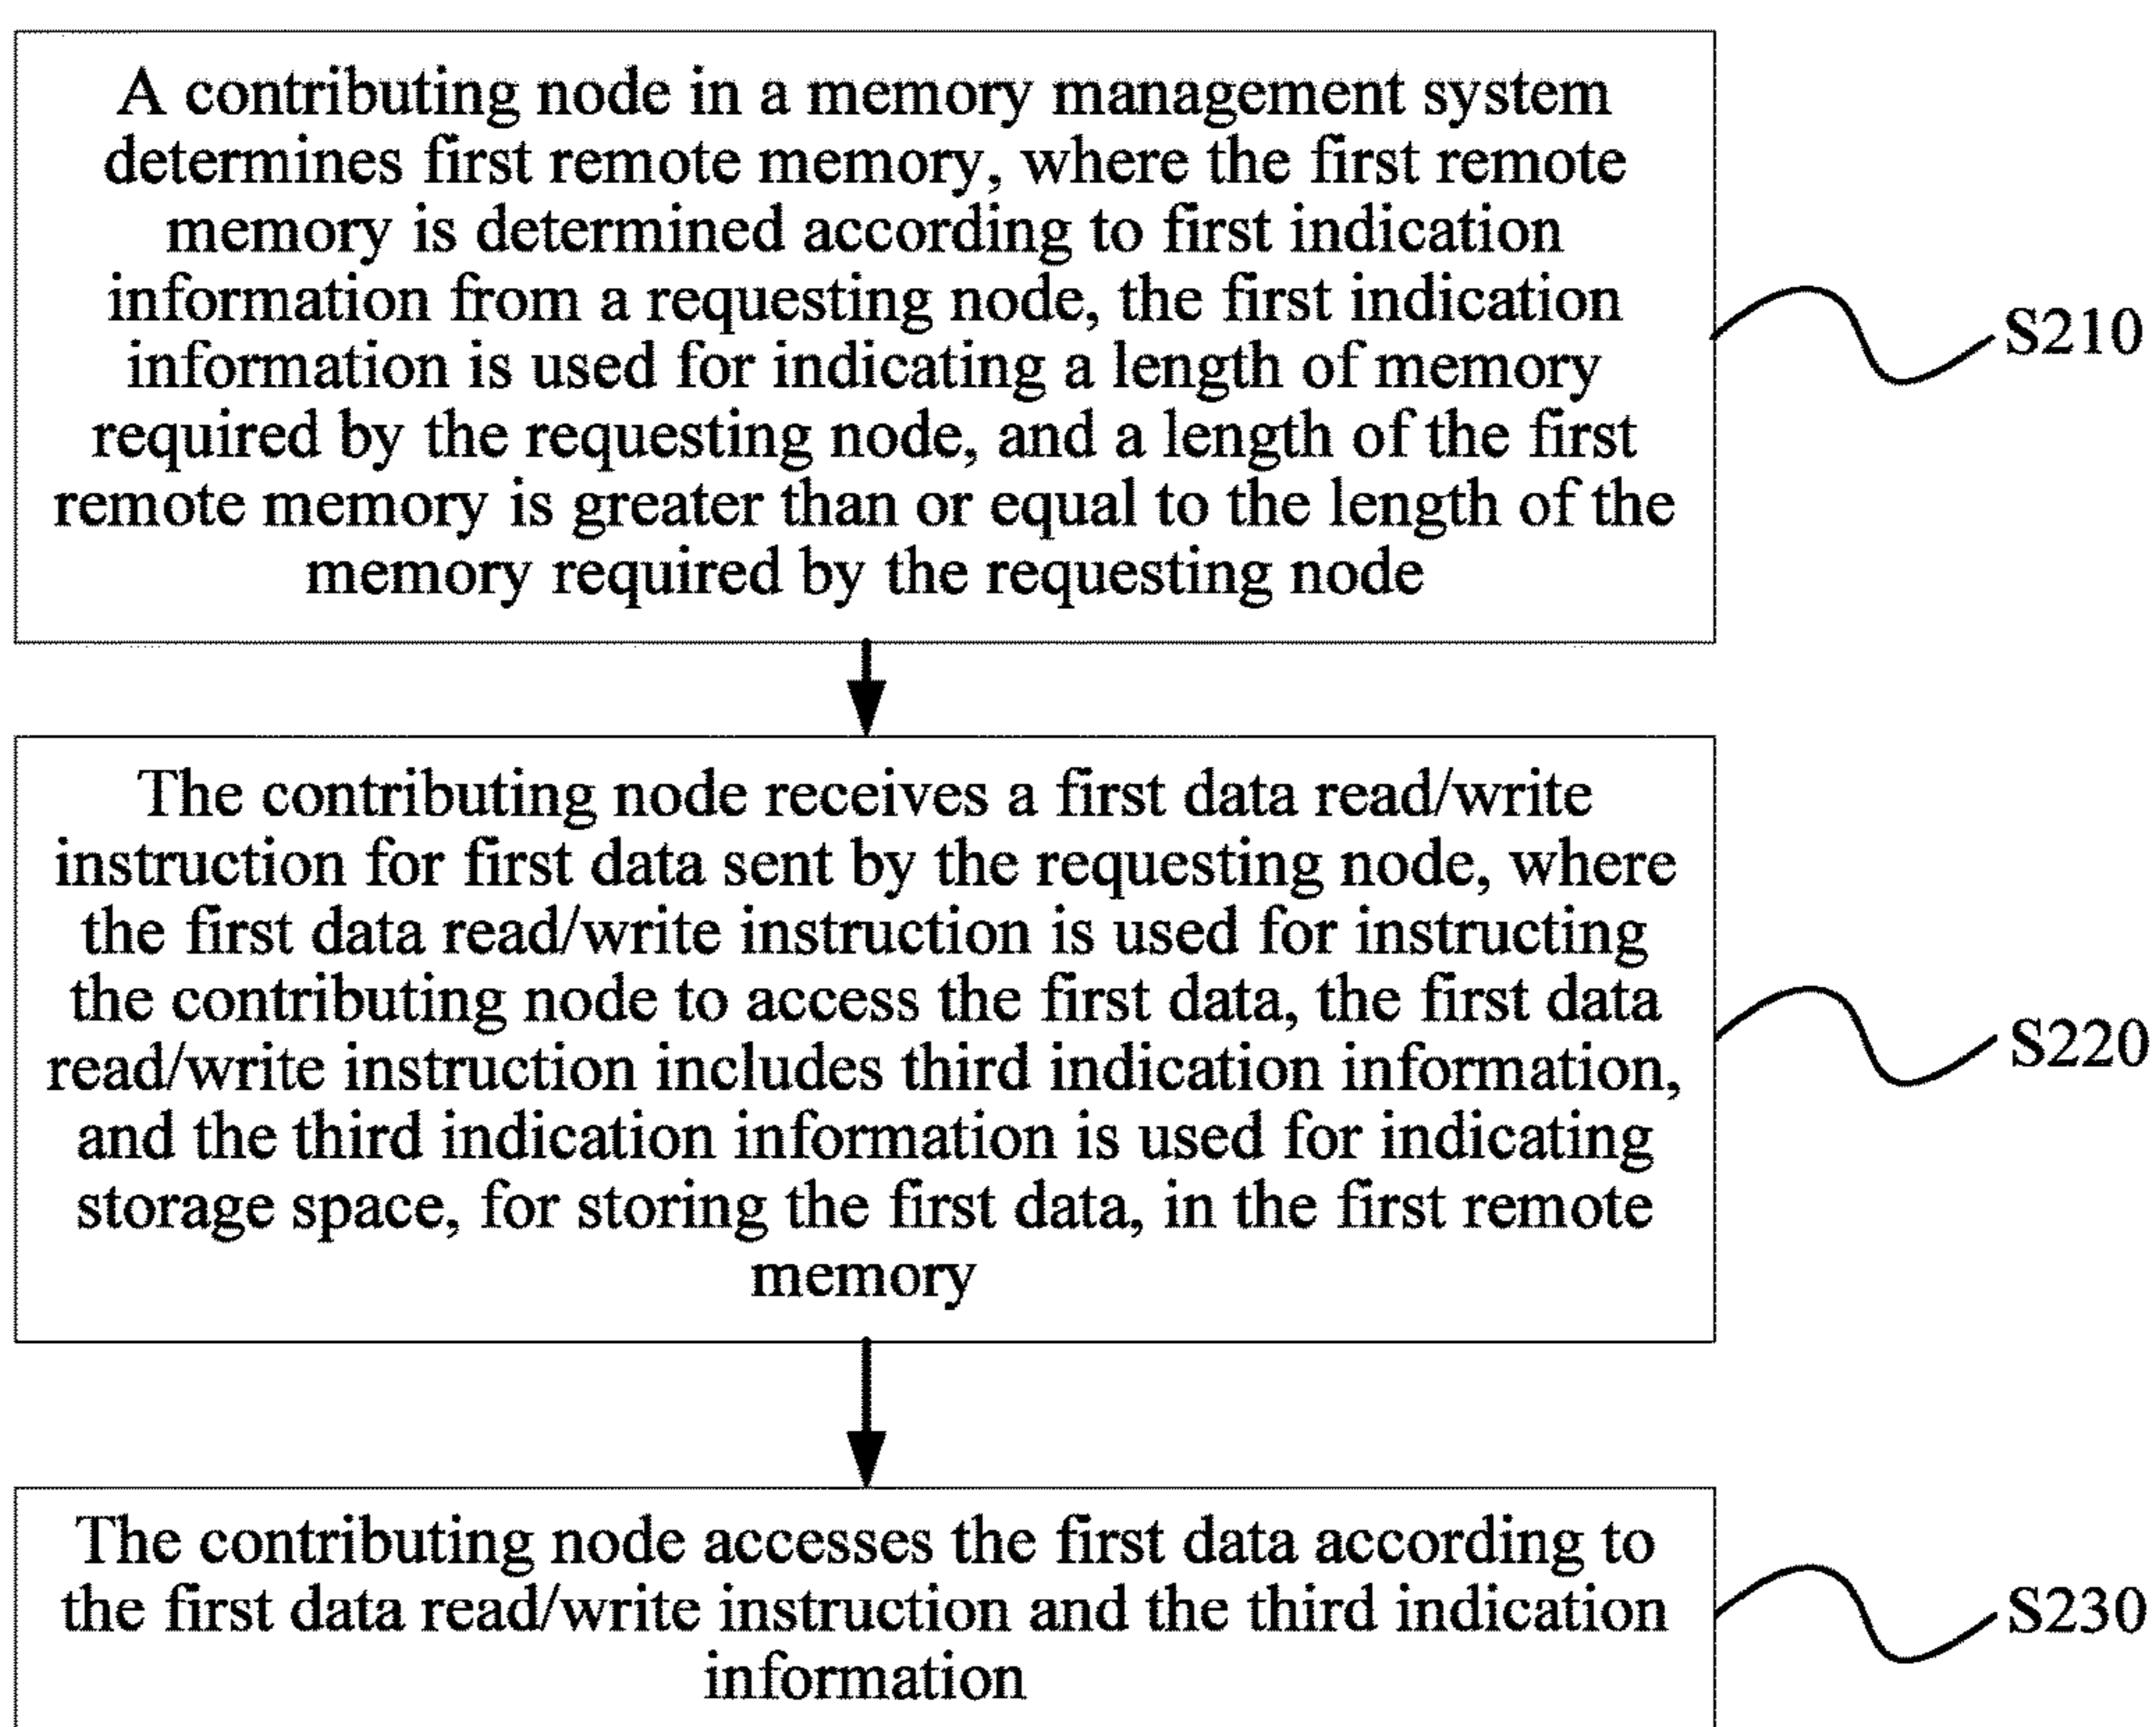 A contributing node in a memory management system
determines first remote memory, where the first remote
memory is determined according to first indication
information from a requesting node, the first indication
information is used for indicating a length of memory
required by the requesting node, and a length of the first
remote memory is greater than or equal to the length of the
memory required by the requesting node
S210
The contributing node receives a first data read/write
instruction for first data sent by the requesting node, where
the first data read/write instruction is used for instructing
the contributing node to access the first data, the first data
read/write instruction includes third indication information,
and the third indication information is used for indicating
storage space, for storing the first data, in the first remote
memory
S220
The contributing node accesses the first data according to
the first data read/write instruction and the third indication
information
S230